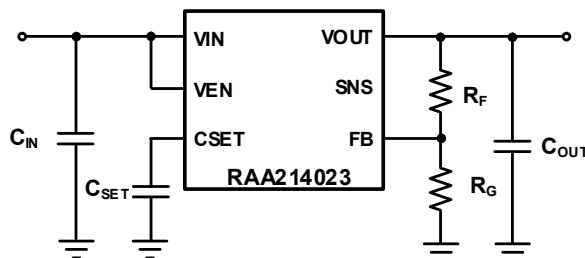 VIN VOUT
VEN SNS R_F
C_IN CSET FB C_OUT
C_SET RAA214023 R_G